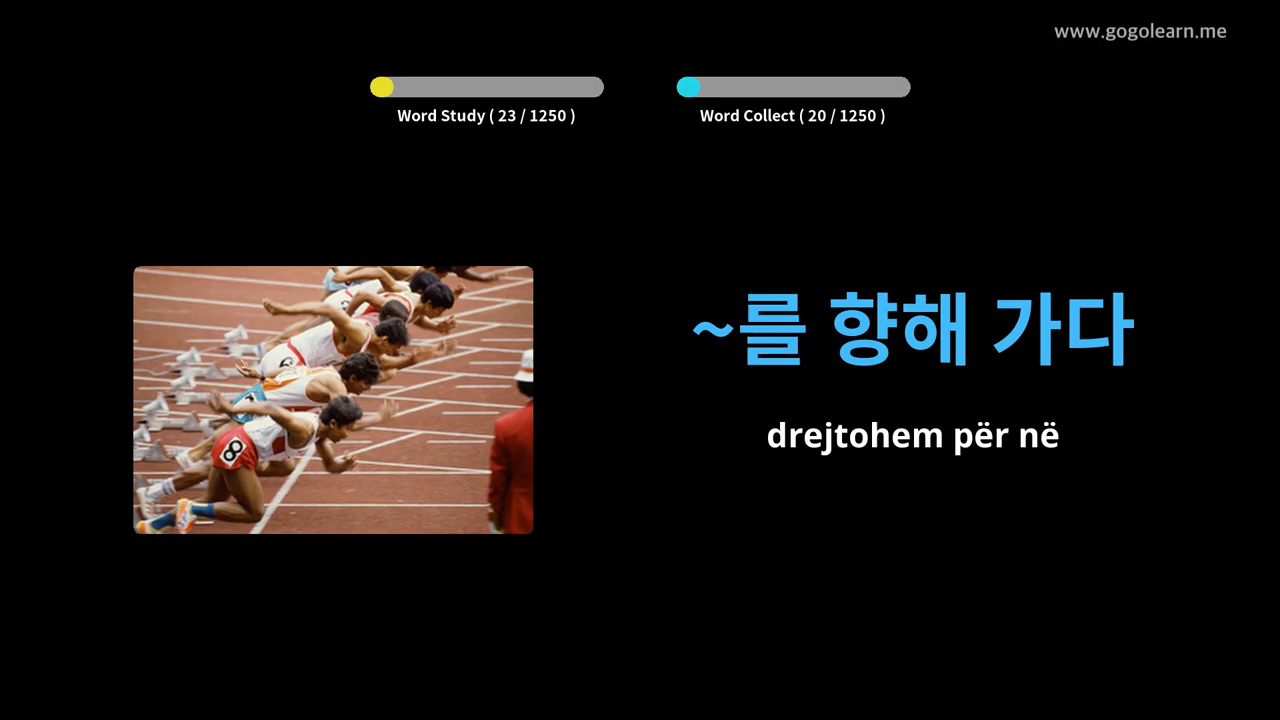 www.gogolearn.me
Word Study ( 23 / 1250 )
Word Collect ( 20 / 1250 )
~를 향해 가다
drejtohem për në
8